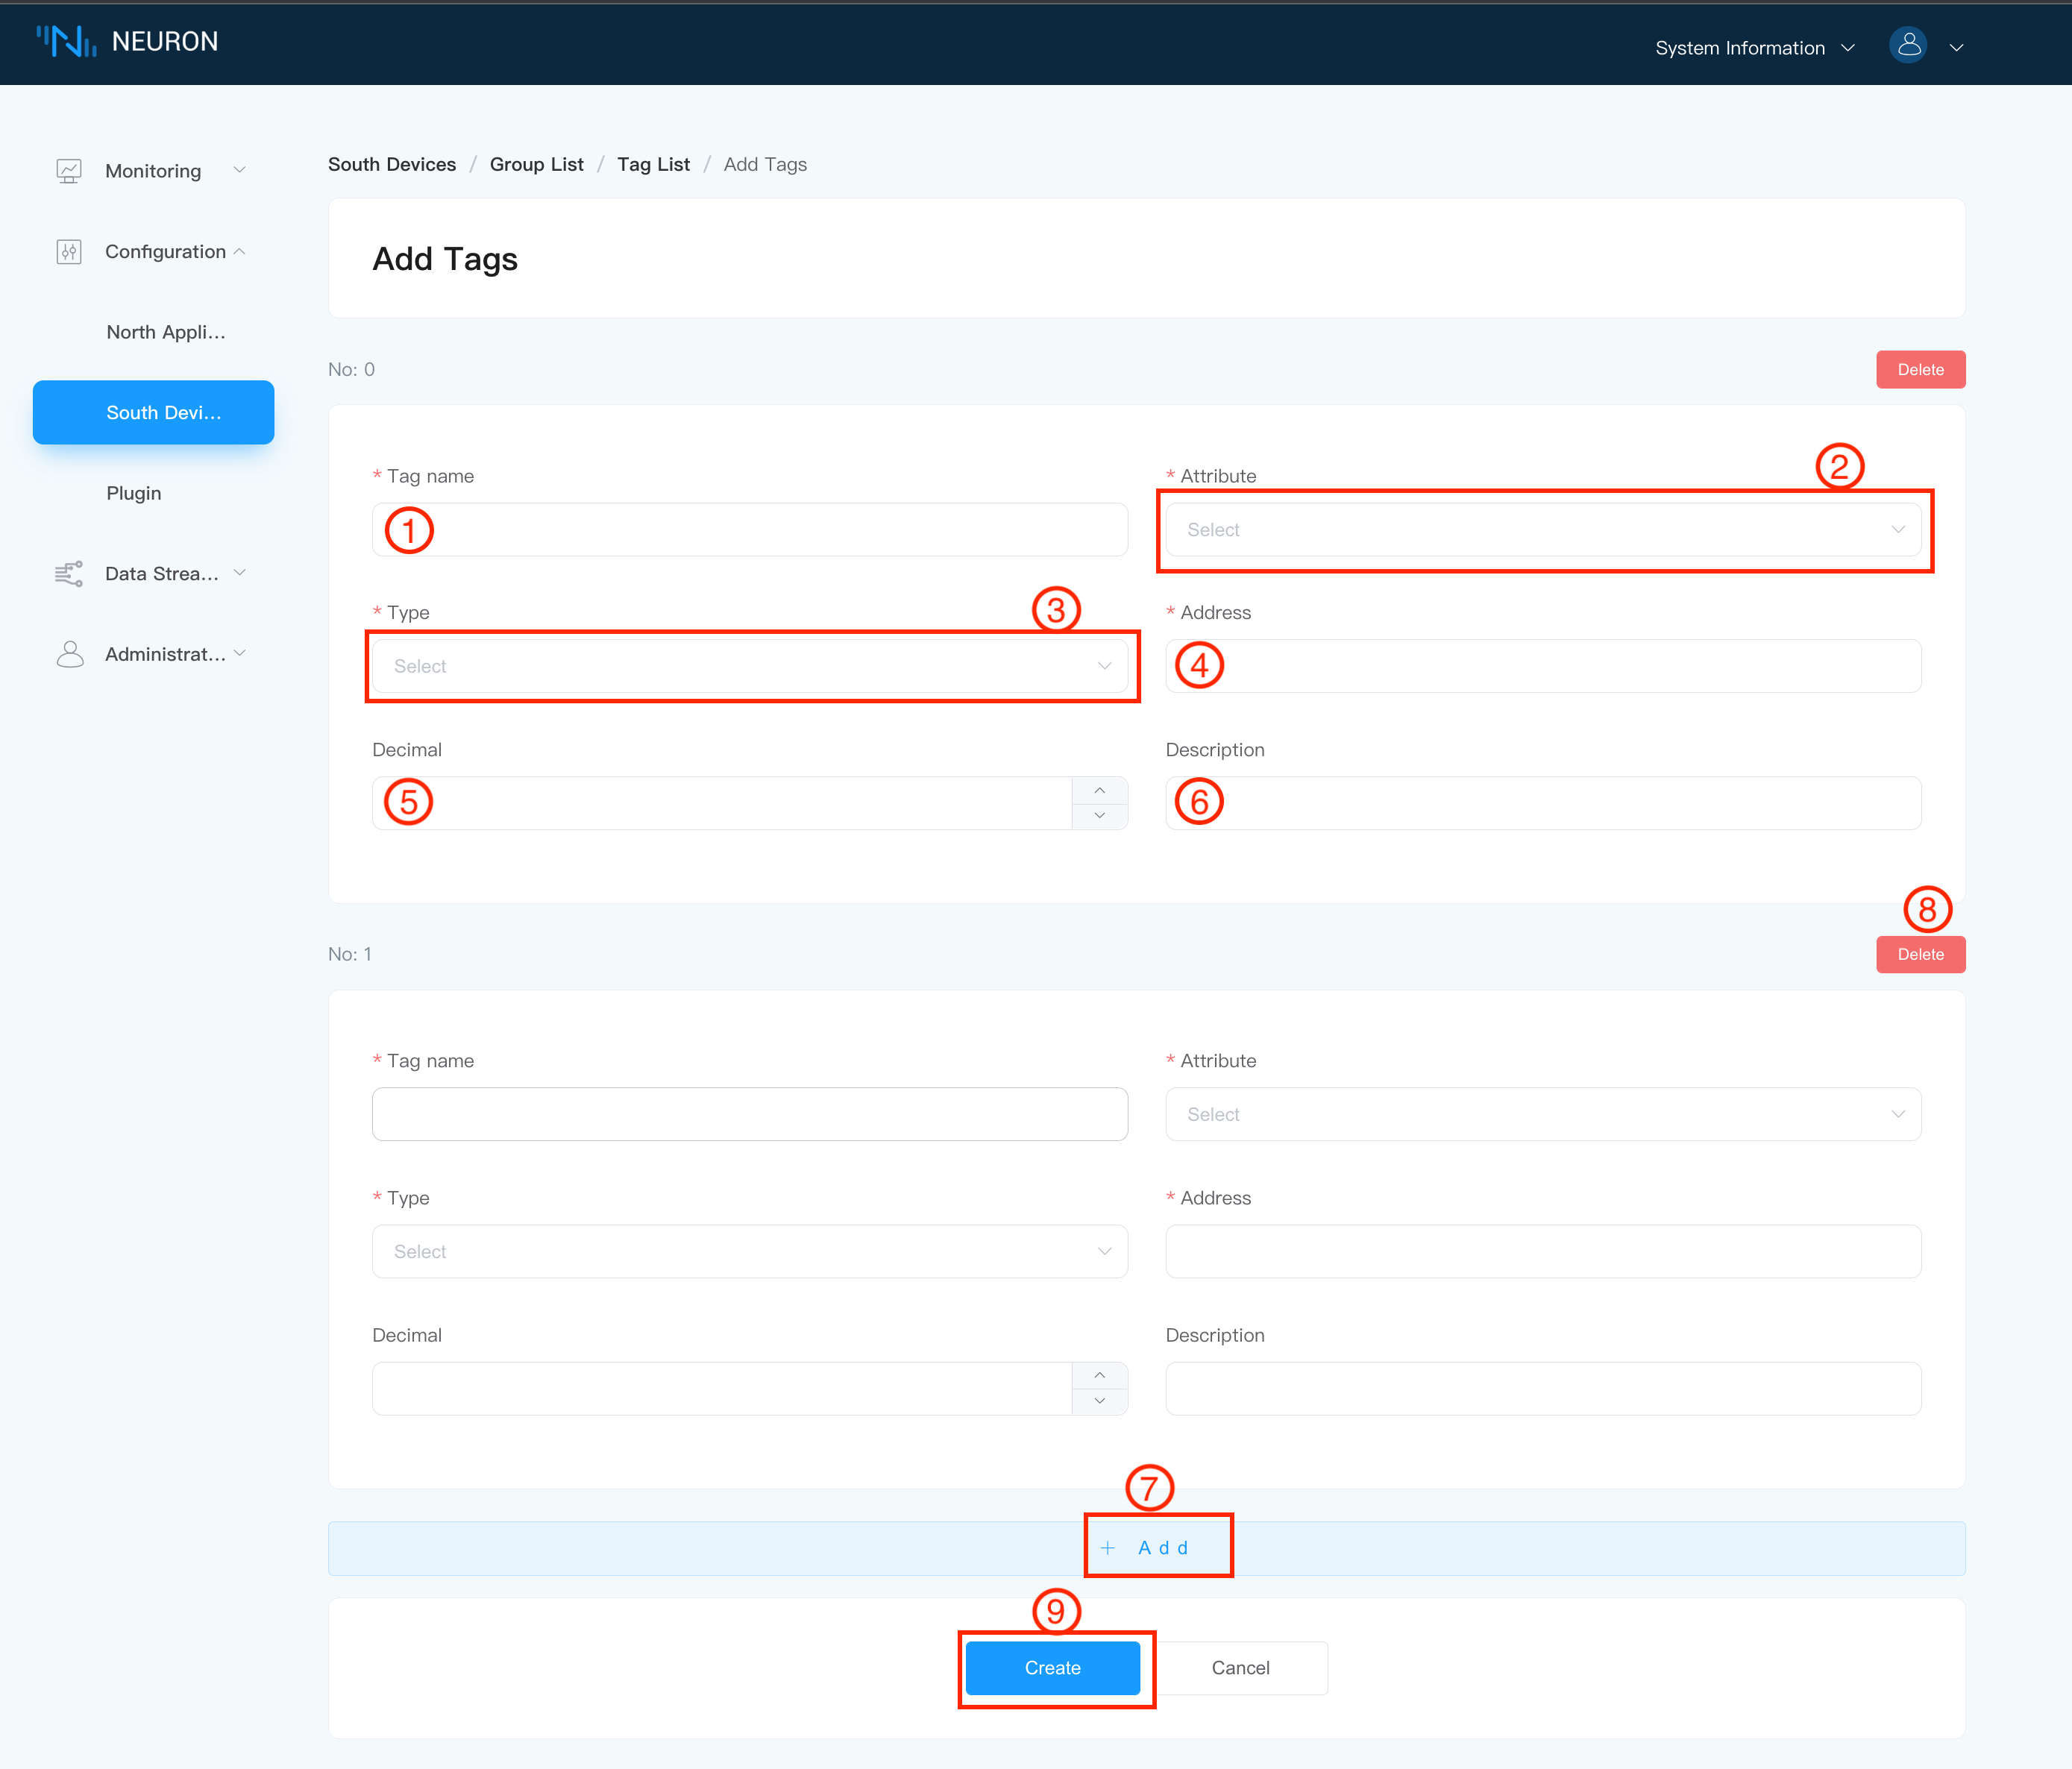 NEURON
System Information
Monitoring
Configuration
North Appli...
South Devi...
Plugin
Data Strea...
Administrat...
South Devices / Group List / Tag List / Add Tags
Add Tags
No: 0
Delete
* Tag name
* Attribute
②
①
Select
* Type
③
* Address
Select
④
Decimal
Description
⑤
⑥
⑧
No: 1
Delete
* Tag name
* Attribute
Select
* Type
* Address
Select
Decimal
Description
⑦
+ Add
⑨
Create
Cancel